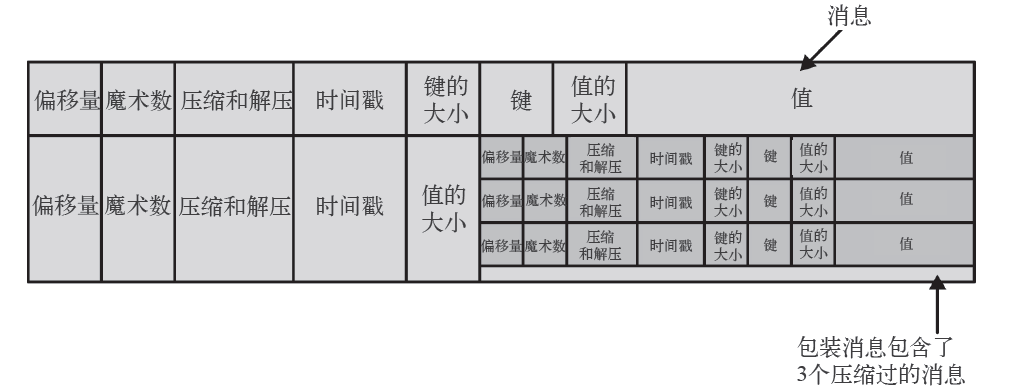 消息
偏移量 魔术数 压缩和解压 时间戳 键的大小 键 值的大小 值
偏移量 魔术数 压缩和解压 时间戳 值的大小
偏移量 魔术数 压缩和解压 时间戳 键的大小 键 值的大小 值
偏移量 魔术数 压缩和解压 时间戳 键的大小 键 值的大小 值
偏移量 魔术数 压缩和解压 时间戳 键的大小 键 值的大小 值
包装消息包含了
3个压缩过的消息